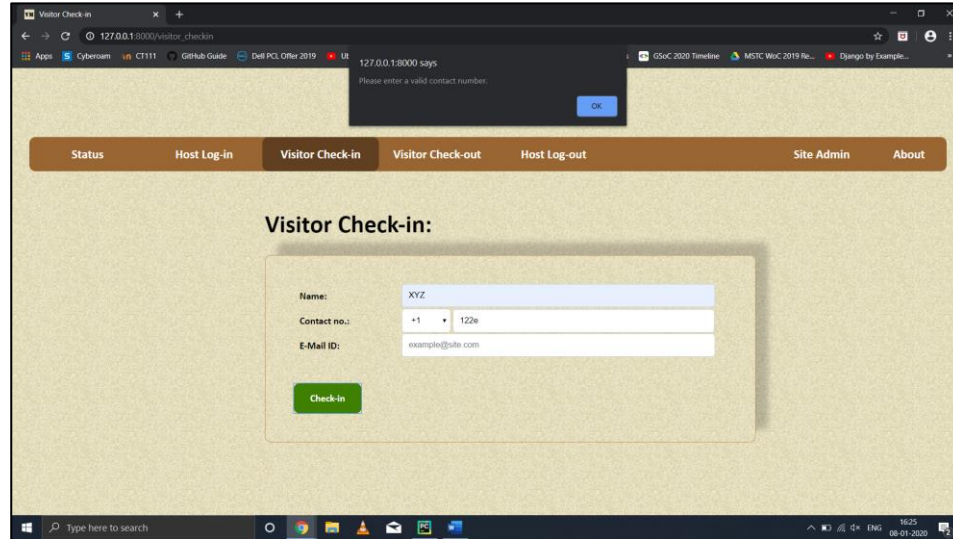 Visitor Check-in
127.0.0.1:8000/visitor_checkin
Apps Cyberoam CT111 GitHub Guide Dell PCL Offer 2019 GSoC 2020 Timeline MSTC WoC 2019 Re... Django by Example...
127.0.0.1:8000 says
Please enter a valid contact number.
OK
Status Host Log-in Visitor Check-in Visitor Check-out Host Log-out Site Admin About
Visitor Check-in:
Name: XYZ
Contact no.: +1 122e
E-Mail ID: example@site.com
Check-in
Type here to search
ENG 16:25
08-01-2020